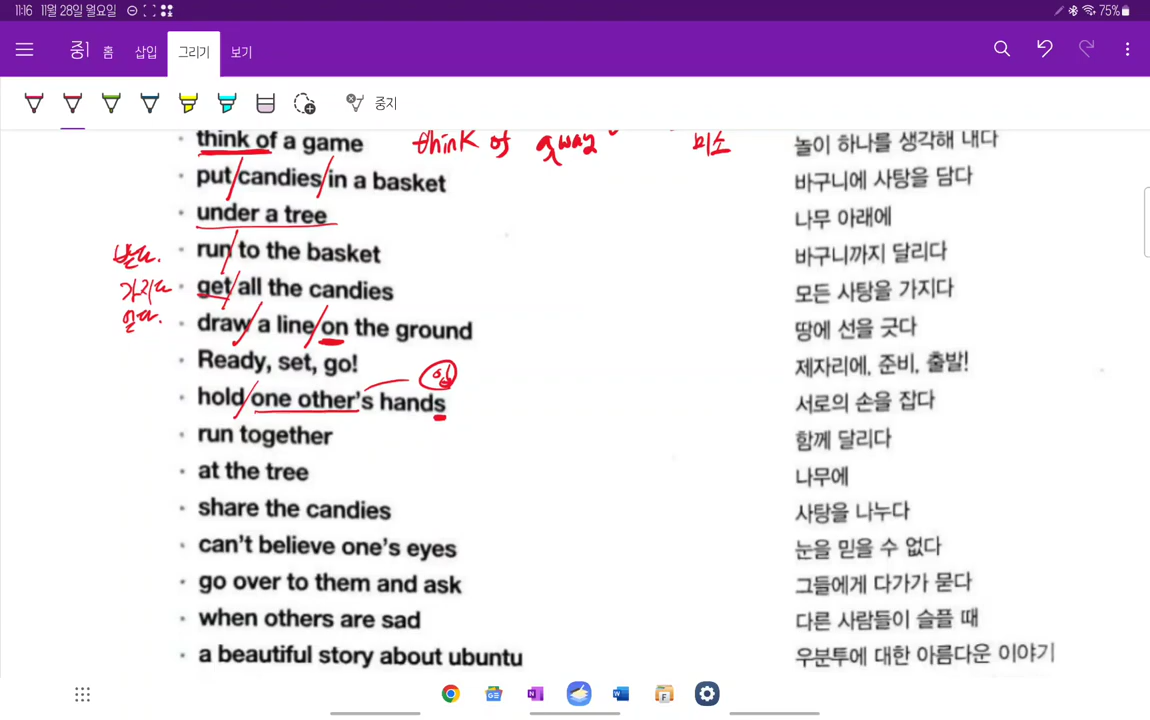 11:16 11월 28일 월요일 75%
중1 홈 삽입 그리기 보기
중지
think of a game think of a way 미소 놀이 하나를 생각해 내다
put candies in a basket 바구니에 사탕을 담다
under a tree 나무 아래에
받다. run to the basket 바구니까지 달리다
가지다 get all the candies 모든 사탕을 가지다
얻다. draw a line on the ground 땅에 선을 긋다
Ready, set, go! 제자리에, 준비, 출발!
hold one other's hands 서로의 손을 잡다
run together 함께 달리다
at the tree 나무에
share the candies 사탕을 나누다
can't believe one's eyes 눈을 믿을 수 없다
go over to them and ask 그들에게 다가가 묻다
when others are sad 다른 사람들이 슬플 때
a beautiful story about ubuntu 우분투에 대한 아름다운 이야기